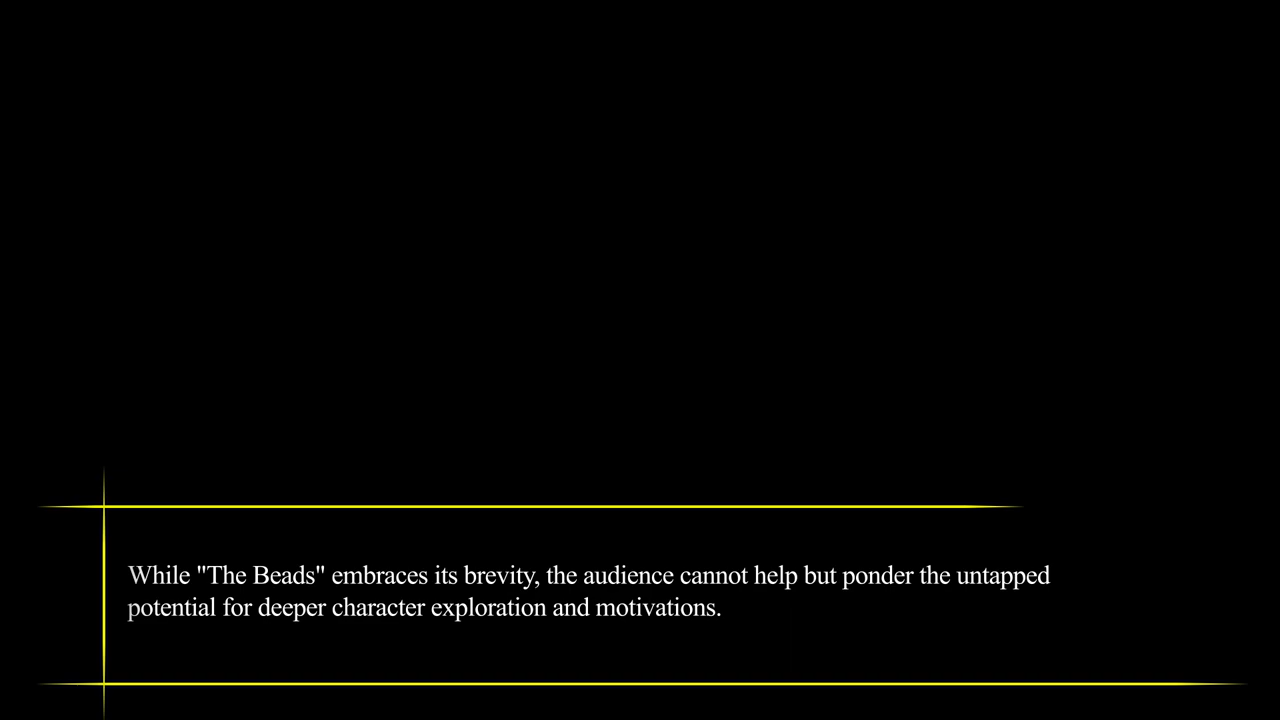 While "The Beads" embraces its brevity, the audience cannot help but ponder the untapped
potential for deeper character exploration and motivations.